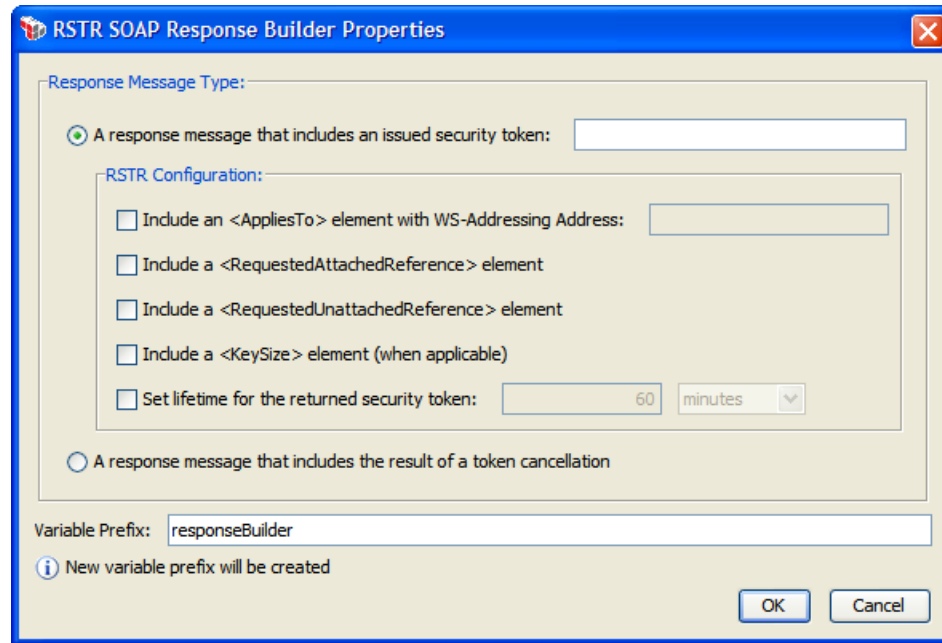 RSTR SOAP Response Builder Properties
Response Message Type:
A response message that includes an issued security token:
RSTR Configuration:
Include an <AppliesTo> element with WS-Addressing Address:
Include a <RequestedAttachedReference> element
Include a <RequestedUnattachedReference> element
Include a <KeySize> element (when applicable)
Set lifetime for the returned security token: 60 minutes
A response message that includes the result of a token cancellation
Variable Prefix: responseBuilder
New variable prefix will be created
OK Cancel